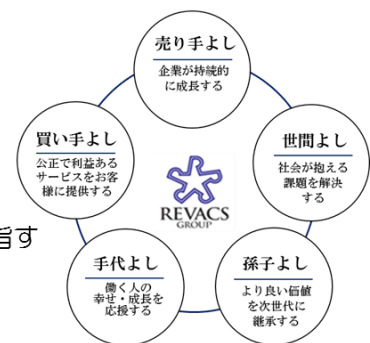 売り手よし
企業が持続的
に成長する
買い手よし
公正で利益ある
サービスをお客
様に提供する
世間よし
社会が抱える
課題を解決
する
REVACS
GROUP
指す
手代よし
働く人の
幸せ・成長を
応援する
孫子よし
より良い価値
を次世代に
継承する